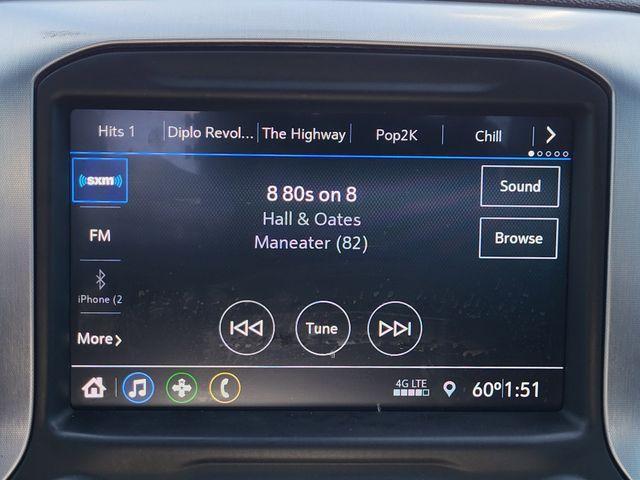 Hits 1 Diplo Revol... The Highway Pop2K Chill
((sxm))
8 80s on 8
Sound
Hall & Oates
FM
Maneater (82)
Browse
iPhone (2
More
Tune
4G LTE
60° 1:51